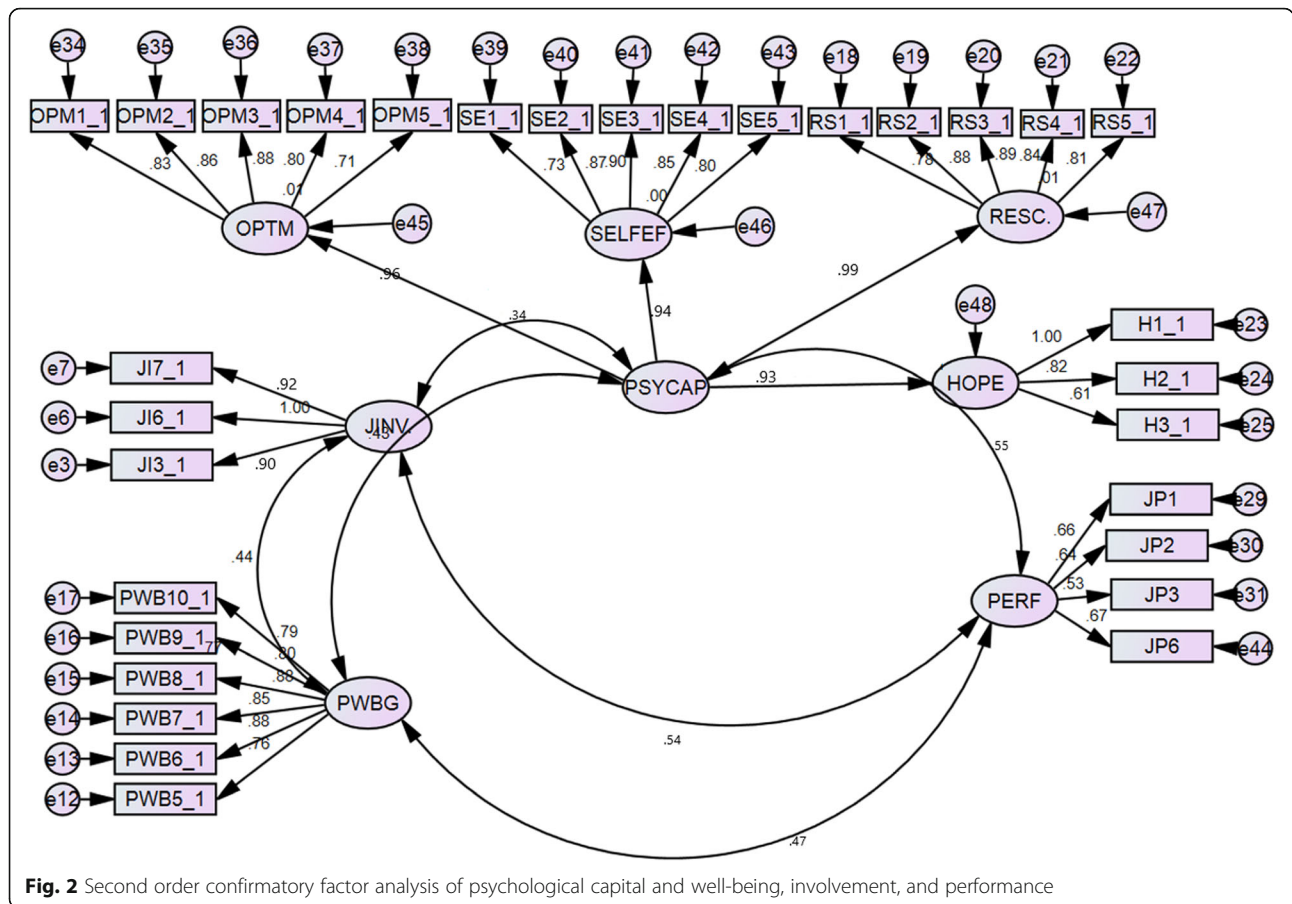 e34 e35 e36 e37 e38 e39 e40 e41 e42 e43 e18 e19 e20 e21 e22
OPM1_1 OPM2_1 OPM3_1 OPM4_1 OPM5_1 SE1_1 SE2_1 SE3_1 SE4_1 SE5_1 RS1_1 RS2_1 RS3_1 RS4_1 RS5_1
.83 .86 .88 .80 .71 .73 .87 .90 .85 .80 .78 .88 .89 .84 .81
.01 .00 01
OPTM e45 SELFEF e46 RESC. e47
.96 .94 .99
.34
e48
H1_1 e23
1.00
e7 JI7_1 .92
PSYCAP .93 HOPE .82 H2_1 e24
e6 JI6_1 1.00 JINV. .43
.61 H3_1 e25
e3 JI3_1 .90
.55
JP1 e29
.66
.44
.64 JP2 e30
e17 PWB10_1 .79
PERF .53 JP3 e31
e16 PWB9_1 .77 .80
.67 JP6 e44
e15 PWB8_1 .88
PWBG
e14 PWB7_1 .85
.88
e13 PWB6_1 .76
.54
e12 PWB5_1
.47
Fig. 2 Second order confirmatory factor analysis of psychological capital and well-being, involvement, and performance